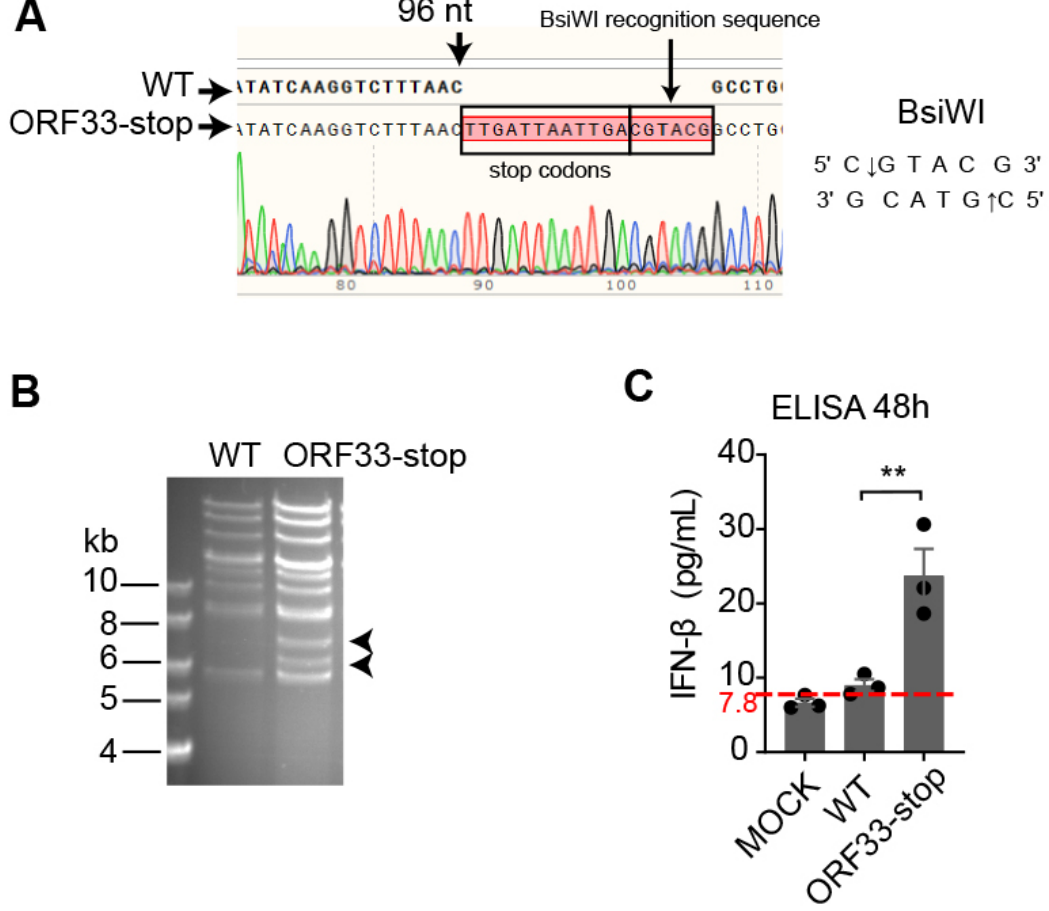 A
96 nt
BsiWI recognition sequence
WT
ATATCAAGGTCTTTAAC GCCTG
ORF33-stop
ATATCAAGGTCTTTAACTTGATTAATTGACGTACGGCCTG
stop codons
80 90 100 110
BsiWI
5' C↓G T A C G 3'
3' G C A T G↑C 5'
B
WT ORF33-stop
kb
10
8
6
5
4
C
ELISA 48h
**
IFN-β (pg/mL)
40
30
20
10
7.8
0
MOCK
WT
ORF33-stop